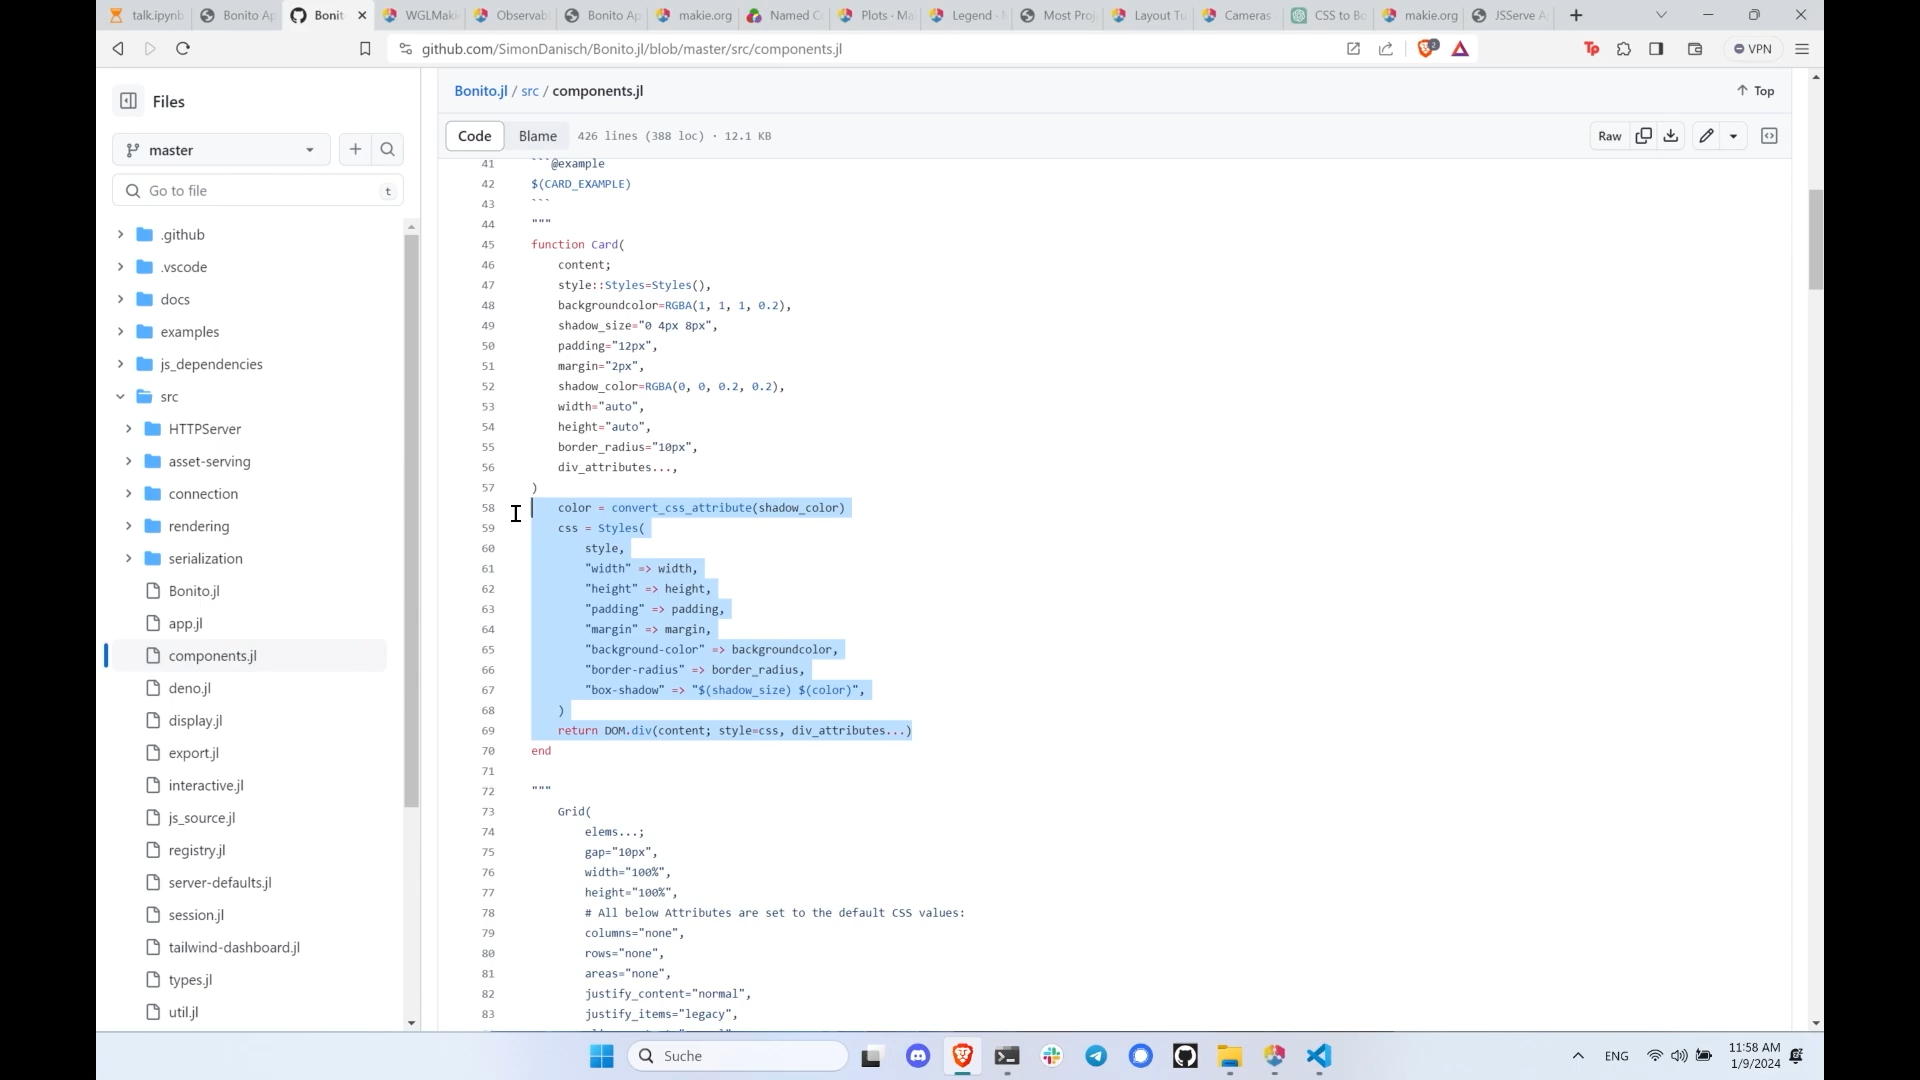 talk.ipynb
Bonito Ap
Bonit
WGLMaki
Observab
Bonito Ap
makie.org
Named Co
Plots · Ma
Legend ·
Most Proj
Layout Tu
Cameras
CSS to Bo
makie.org
JSServe A
github.com/SimonDanisch/Bonito.jl/blob/master/src/components.jl
2
Tp
VPN
Files
master
Go to file
t
.github
.vscode
docs
examples
js_dependencies
src
HTTPServer
asset-serving
connection
rendering
serialization
Bonito.jl
app.jl
components.jl
deno.jl
display.jl
export.jl
interactive.jl
js_source.jl
registry.jl
server-defaults.jl
session.jl
tailwind-dashboard.jl
types.jl
util.jl
Bonito.jl / src / components.jl
Top
Code Blame 426 lines (388 loc) · 12.1 KB
Raw
41 ```@example
42 $(CARD_EXAMPLE)
43 ```
44 """
45 function Card(
46 content;
47 style::Styles=Styles(),
48 backgroundcolor=RGBA(1, 1, 1, 0.2),
49 shadow_size="0 4px 8px",
50 padding="12px",
51 margin="2px",
52 shadow_color=RGBA(0, 0, 0.2, 0.2),
53 width="auto",
54 height="auto",
55 border_radius="10px",
56 div_attributes...,
57 )
58 color = convert_css_attribute(shadow_color)
59 css = Styles(
60 style,
61 "width" => width,
62 "height" => height,
63 "padding" => padding,
64 "margin" => margin,
65 "background-color" => backgroundcolor,
66 "border-radius" => border_radius,
67 "box-shadow" => "$(shadow_size) $(color)",
68 )
69 return DOM.div(content; style=css, div_attributes...)
70 end
71
72 """
73 Grid(
74 elems...;
75 gap="10px",
76 width="100%",
77 height="100%",
78 # All below Attributes are set to the default CSS values:
79 columns="none",
80 rows="none",
81 areas="none",
82 justify_content="normal",
83 justify_items="legacy",
Suche
ENG
11:58 AM
1/9/2024